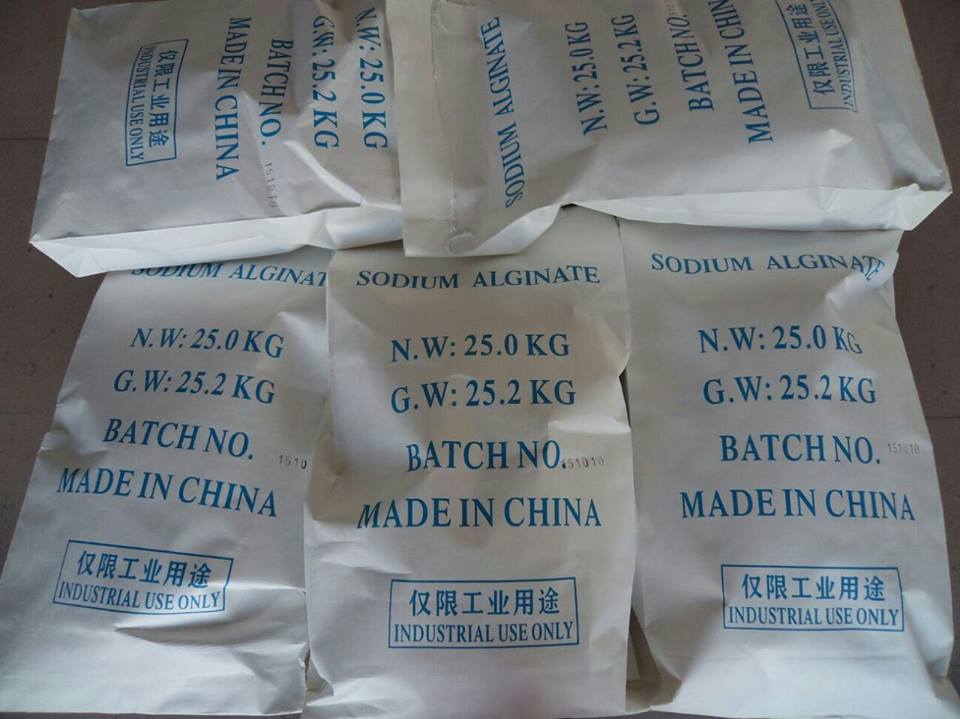 N.W: 25.0 KG
G.W: 25.2 KG
BATCH NO. 151010
MADE IN CHINA
仅限工业用途
INDUSTRIAL USE ONLY
SODIUM ALGINATE
N.W: 25.0 KG
G.W: 25.2 KG
BATCH NO.
MADE IN CHIN
仅限工业用途
INDUSTRIAL USE ONLY
SODIUM ALGINAT
N.W: 25.0 KG
G.W: 25.2 KG
BATCH NO. 1510
MADE IN CHINA
仅限工业用途
INDUSTRIAL USE ONLY
SODIUM ALGINATE
N.W: 25.0 KG
G.W: 25.2 KG
BATCH NO. 151010
MADE IN CHINA
仅限工业用途
INDUSTRIAL USE ONLY
SODIUM ALGINATE
N.W: 25.0 KG
G.W: 25.2 KG
BATCH NO. 151010
MADE IN CHINA
仅限工业用途
INDUSTRIAL USE ONLY